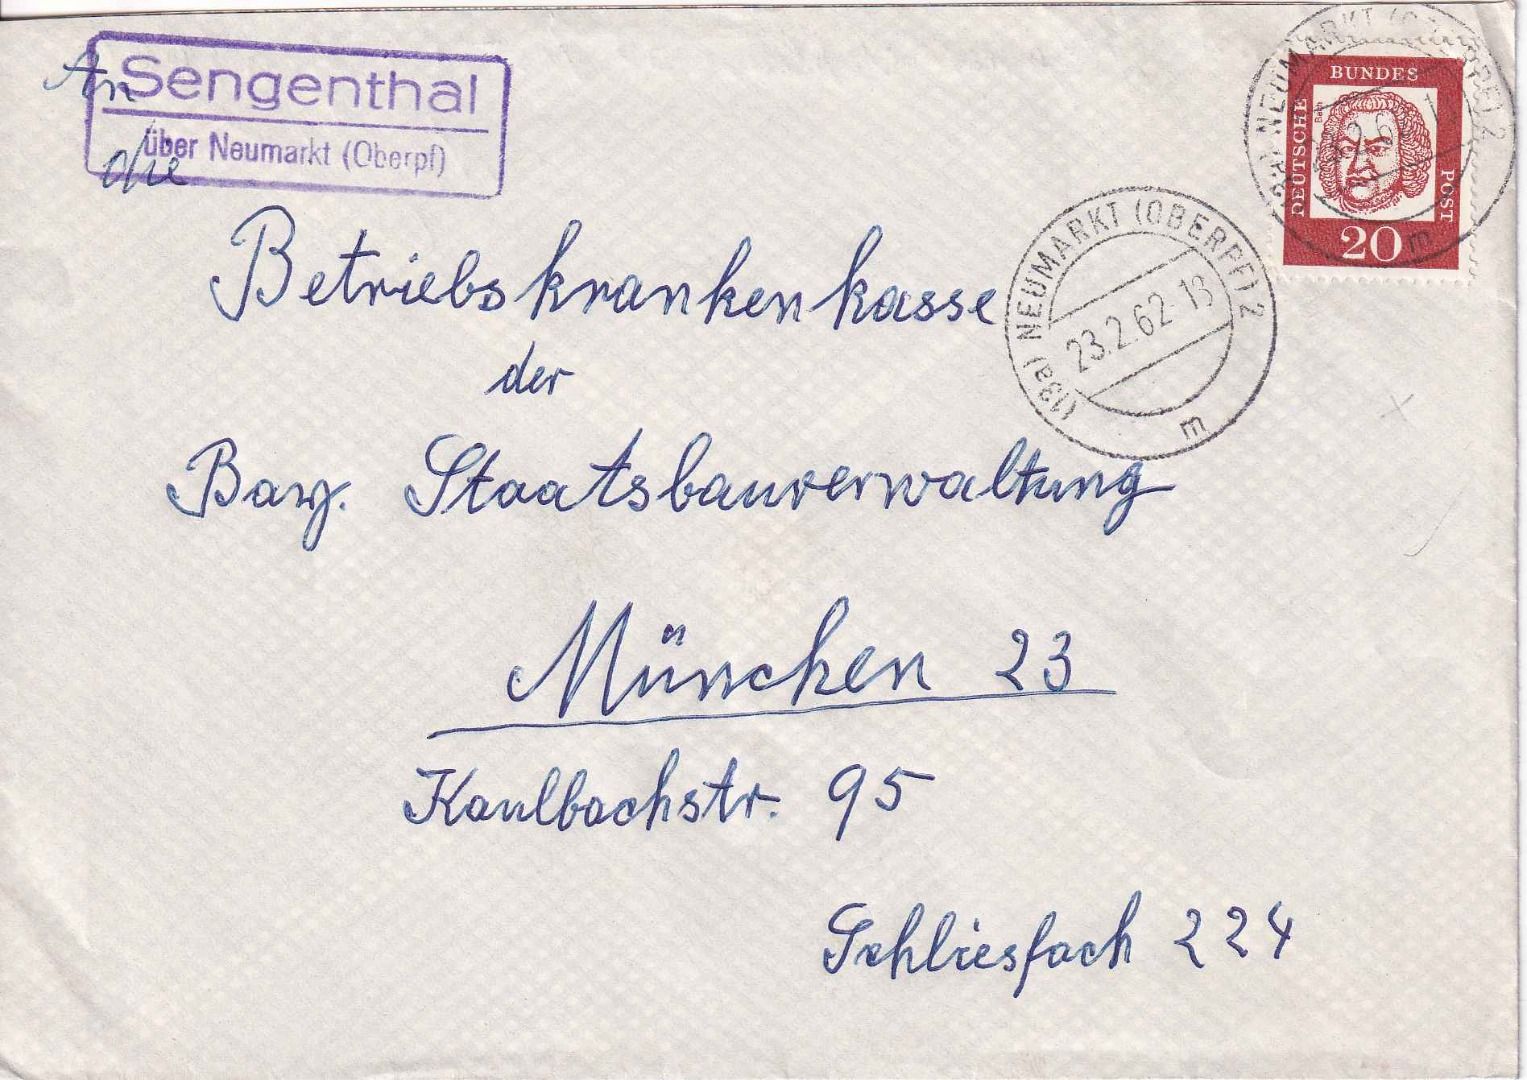 An
die
Sengenthal
über Neumarkt (Oberpf)
DEUTSCHE
BUNDES
POST
20
(13a) NEUMARKT (OBERPF) 2
23.2.62-18
m
Betriebskrankenkasse
der
Bay. Staatsbauverwaltung
München 23
Kaulbachstr. 95
Schliesfach 224